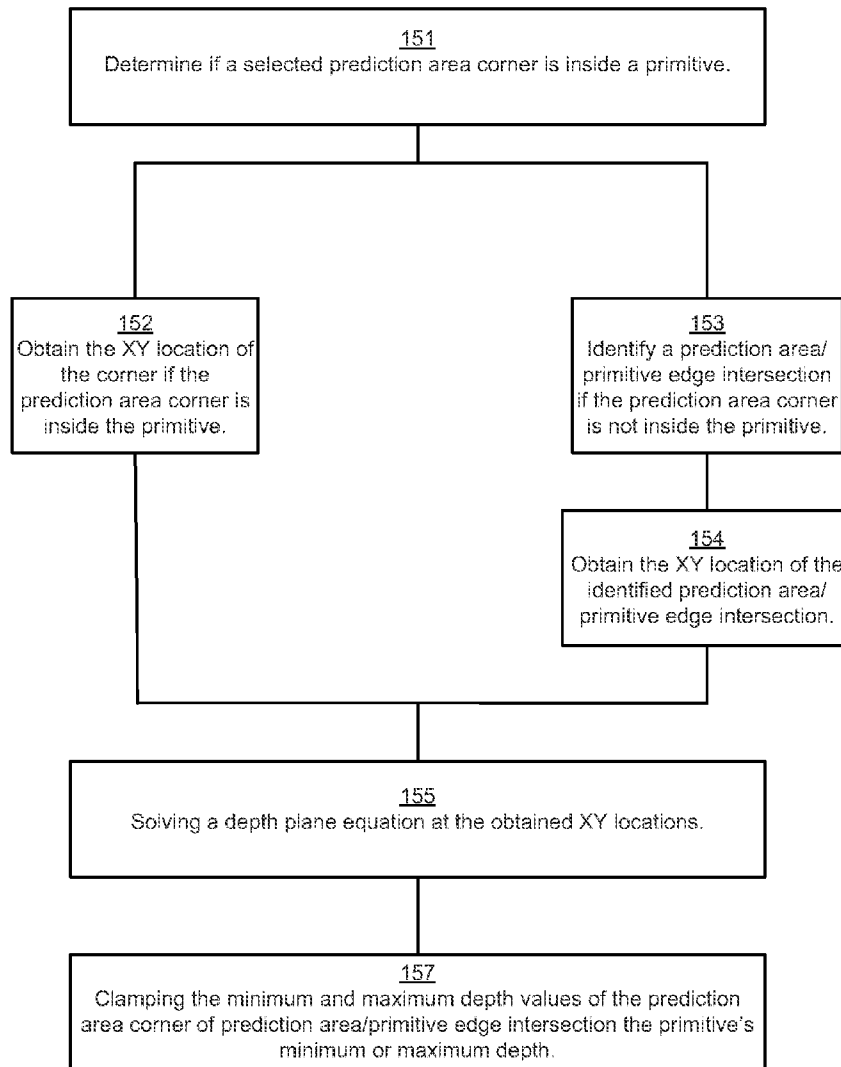 151
Determine if a selected prediction area corner is inside a primitive.
152
Obtain the XY location of
the corner if the
prediction area corner is
inside the primitive.
153
Identify a prediction area/
primitive edge intersection
if the prediction area corner
is not inside the primitive.
154
Obtain the XY location of the
identified prediction area/
primitive edge intersection.
155
Solving a depth plane equation at the obtained XY locations.
157
Clamping the minimum and maximum depth values of the prediction
area corner of prediction area/primitive edge intersection the primitive's
minimum or maximum depth.